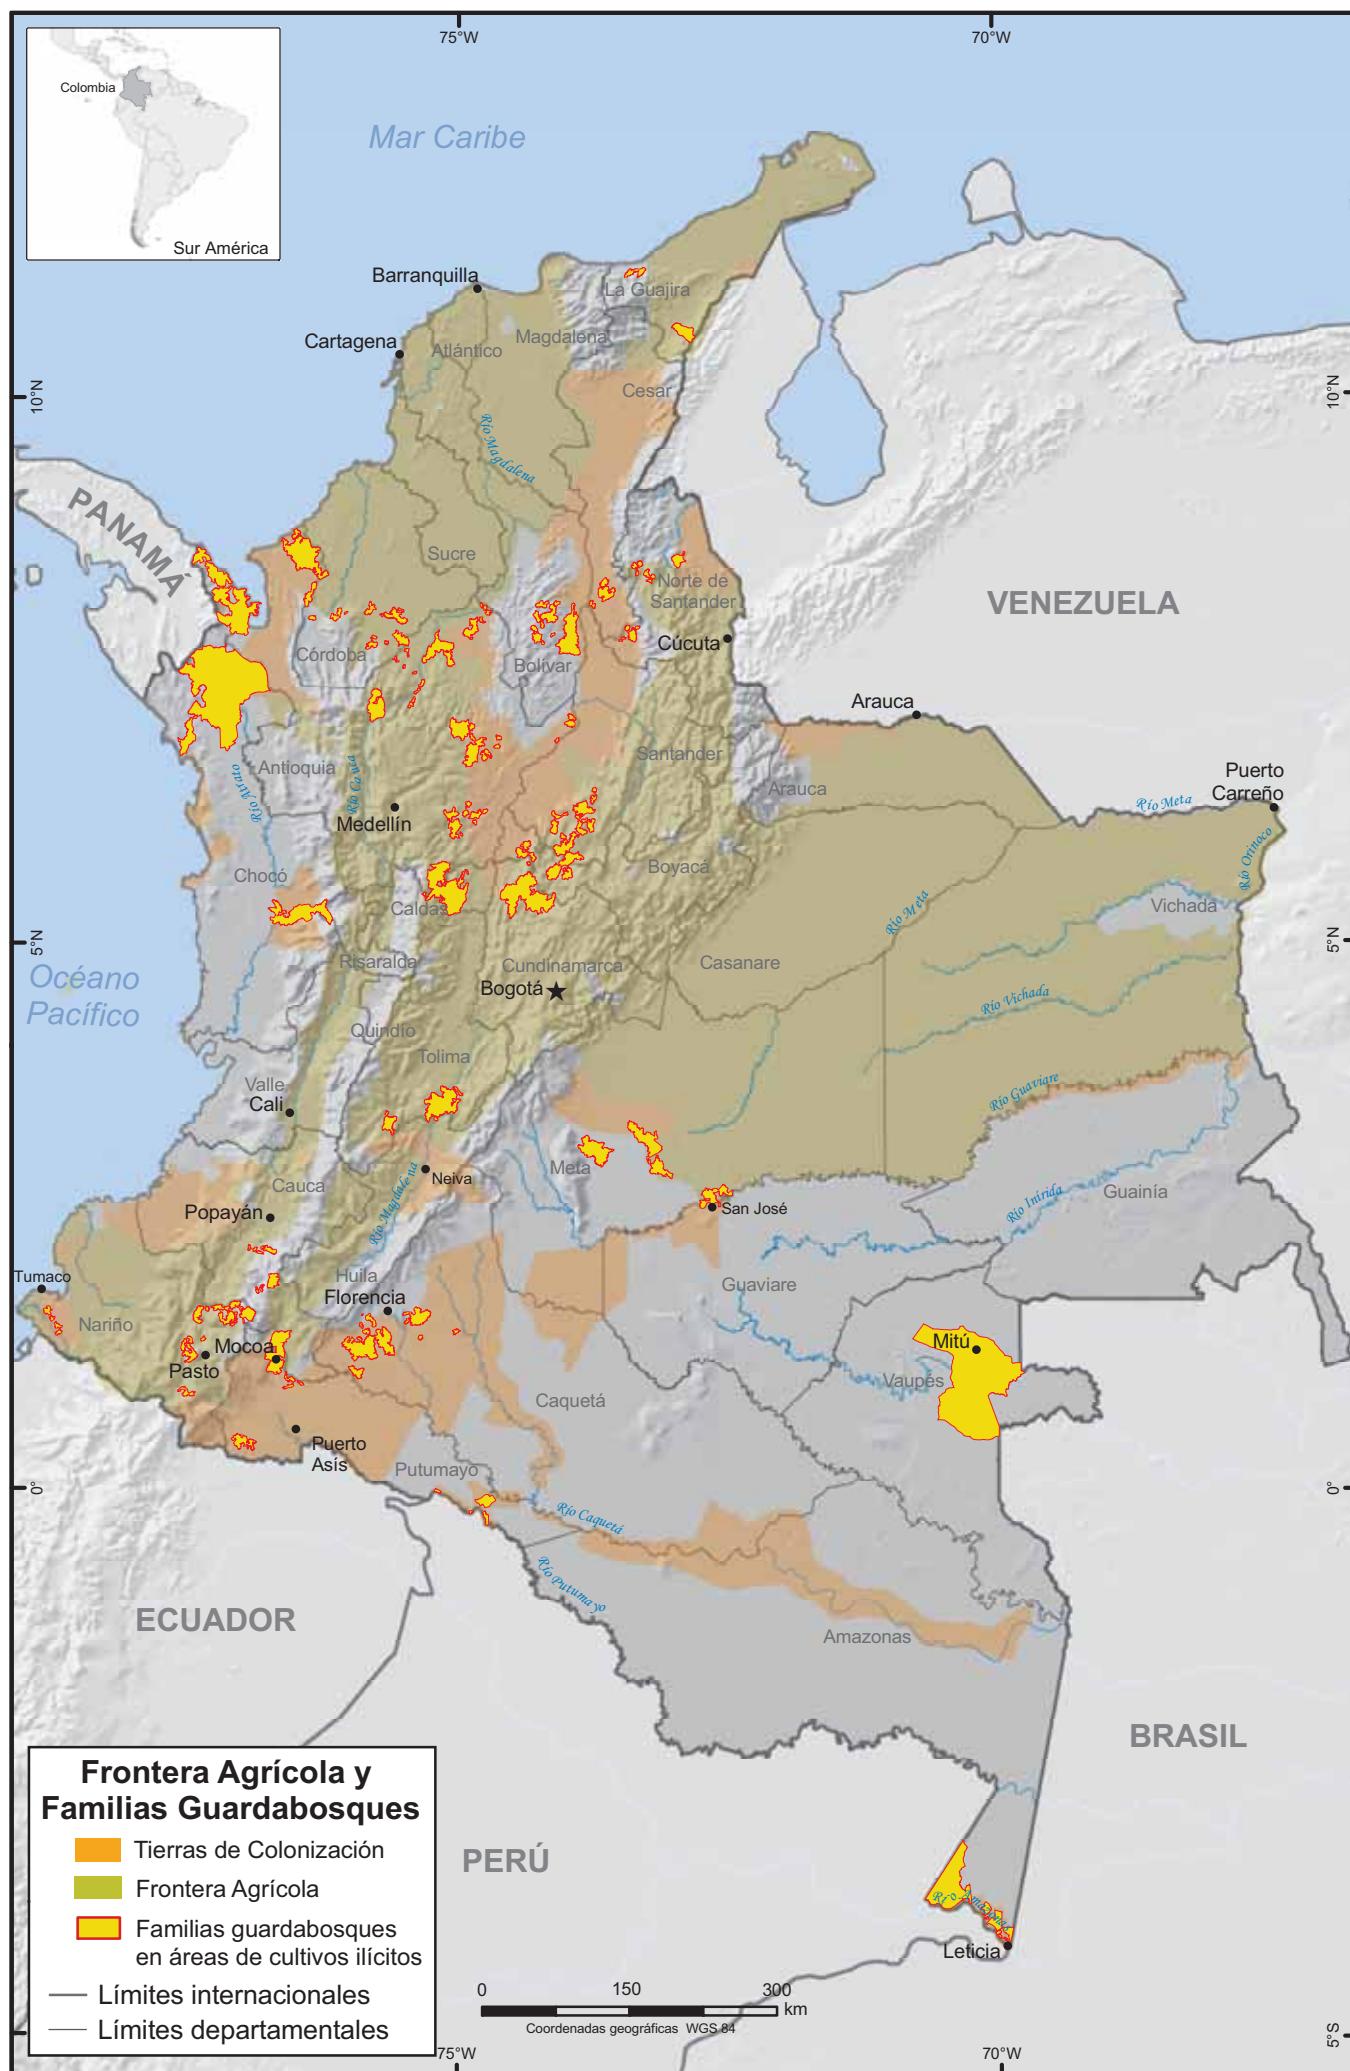 75°W
70°W
Colombia
Sur América
Mar Caribe
Barranquilla
La Guajira
Cartagena
Atlántico
Magdalena
Cesar
10°N
10°N
Río Magdalena
PANAMÁ
Sucre
Norte de
Santander
VENEZUELA
Cúcuta
Córdoba
Bolívar
Arauca
Santander
Antioquia
Río Cauca
Río Atrato
Arauca
Puerto
Carreño
Río Meta
Medellín
Río Orinoco
Boyacá
Chocó
Caldas
Río Meta
Vichada
5°N
5°N
Risaralda
Cundinamarca
Casanare
Océano
Pacífico
Bogotá
Río Vichada
Quindío
Tolima
Valle
Cali
Río Guaviare
Meta
Neiva
Cauca
Río Magdalena
Guainía
Río Inírida
Popayán
San José
Tumaco
Huila
Florencia
Guaviare
Nariño
Mocoa
Pasto
Mitú
Vaupés
Caquetá
Puerto
Asís
Putumayo
0°
0°
Río Caquetá
Río Putumayo
ECUADOR
Amazonas
BRASIL
PERÚ
Río Amazonas
Leticia
Frontera Agrícola y
Familias Guardabosques
Tierras de Colonización
Frontera Agrícola
Familias guardabosques
en áreas de cultivos ilícitos
Límites internacionales
Límites departamentales
0 150 300
km
Coordenadas geográficas WGS 84
5°S
75°W
70°W